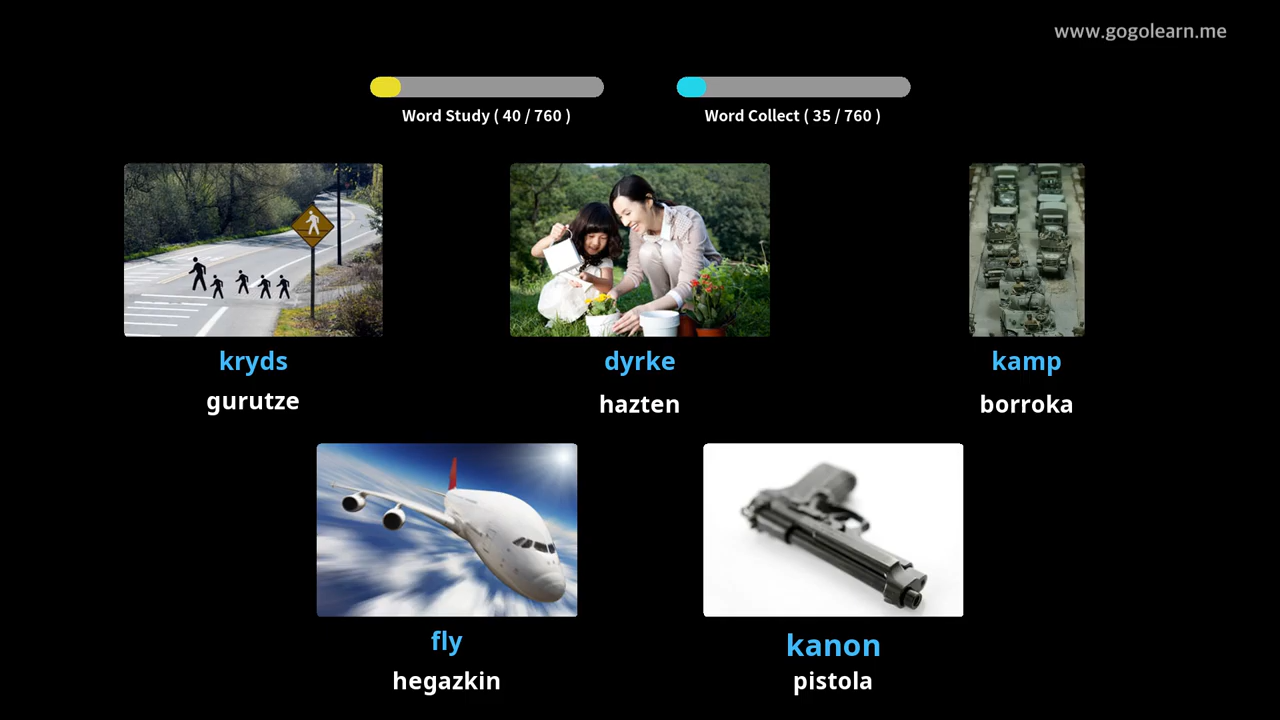 www.gogolearn.me
Word Study ( 40 / 760 )
Word Collect ( 35 / 760 )
kryds
gurutze
dyrke
hazten
kamp
borroka
fly
hegazkin
kanon
pistola